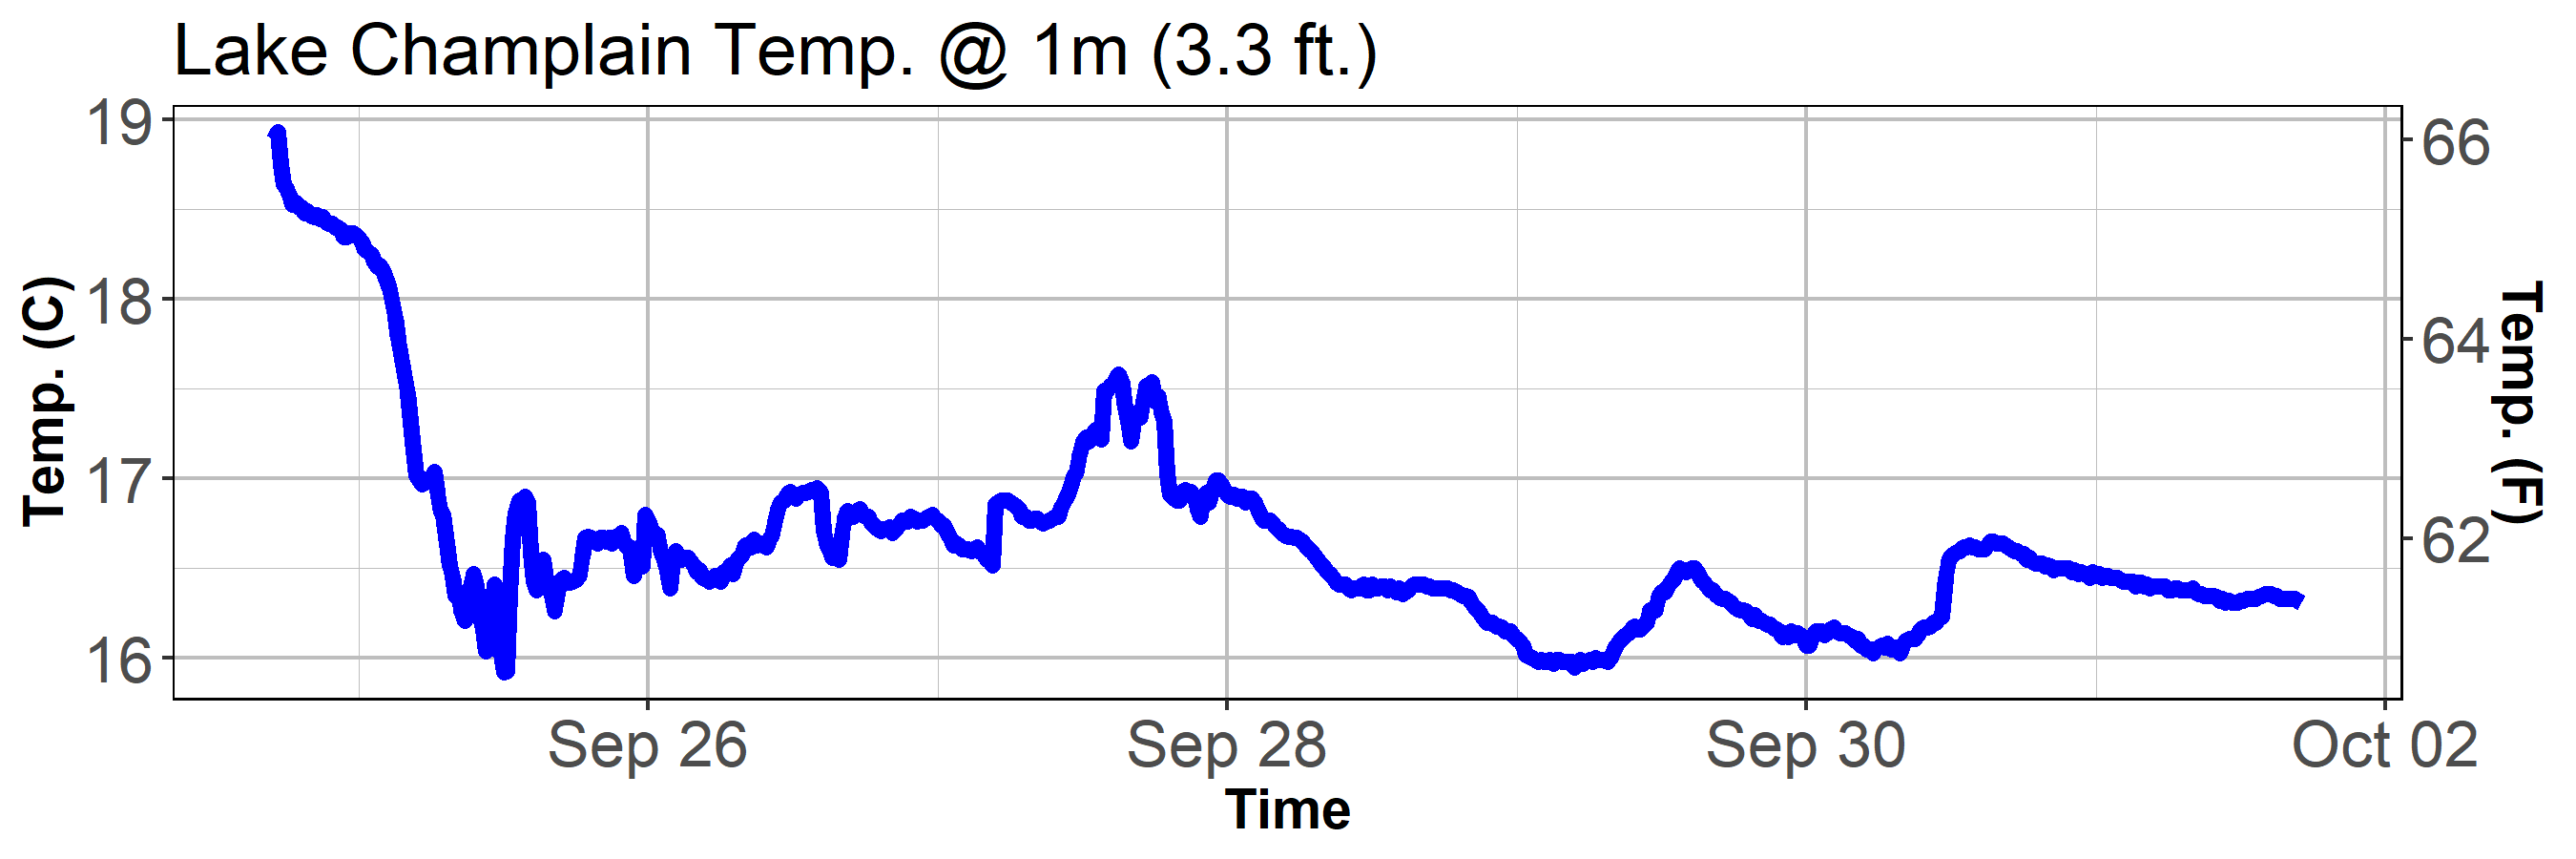 Lake Champlain Temp. @ 1m (3.3 ft.)
19
18
17
16
Temp. (C)
66
64
62
Temp. (F)
Sep 26
Sep 28
Sep 30
Oct 02
Time